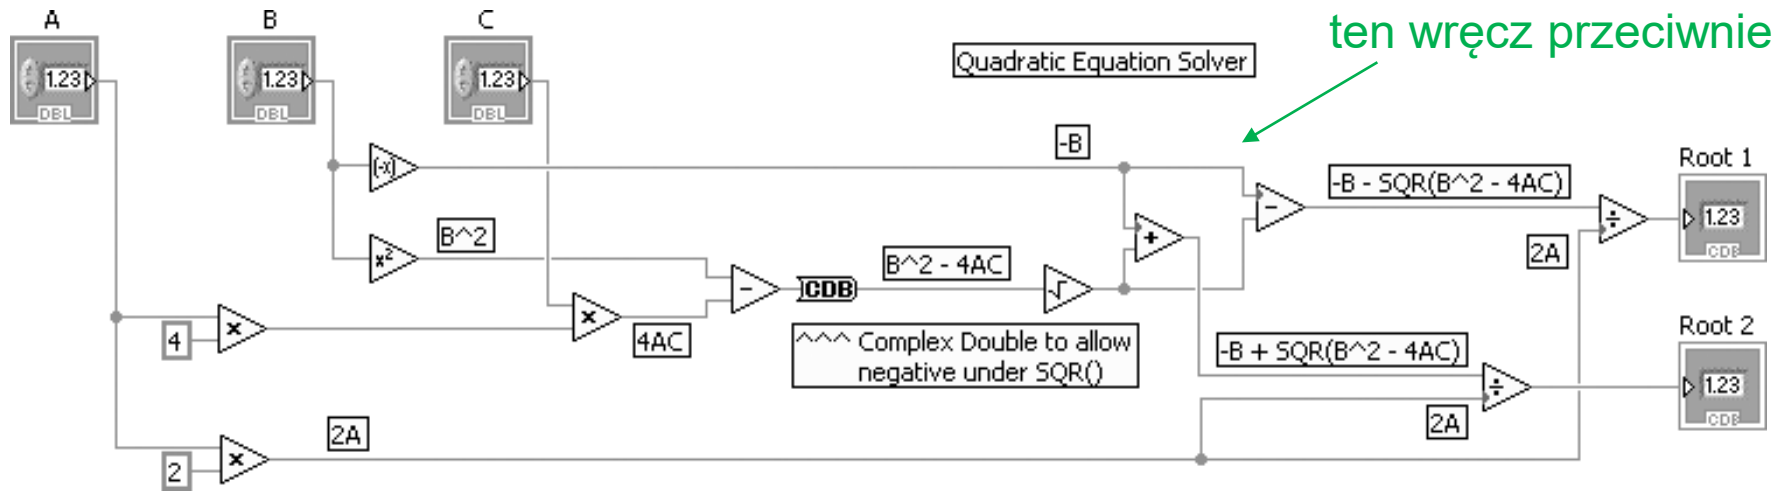 A
B
C
ten wręcz przeciwnie
Quadratic Equation Solver
1.23
DBL
1.23
DBL
1.23
DBL
-B
(-x)
Root 1
-B - SQR(B^2 - 4AC)
-
÷
1.23
CDB
B^2
x²
+
2A
B^2 - 4AC
-
CDB
√
4
x
x
4AC
^^^ Complex Double to allow
negative under SQR()
Root 2
-B + SQR(B^2 - 4AC)
÷
1.23
CDB
2A
2A
2
x